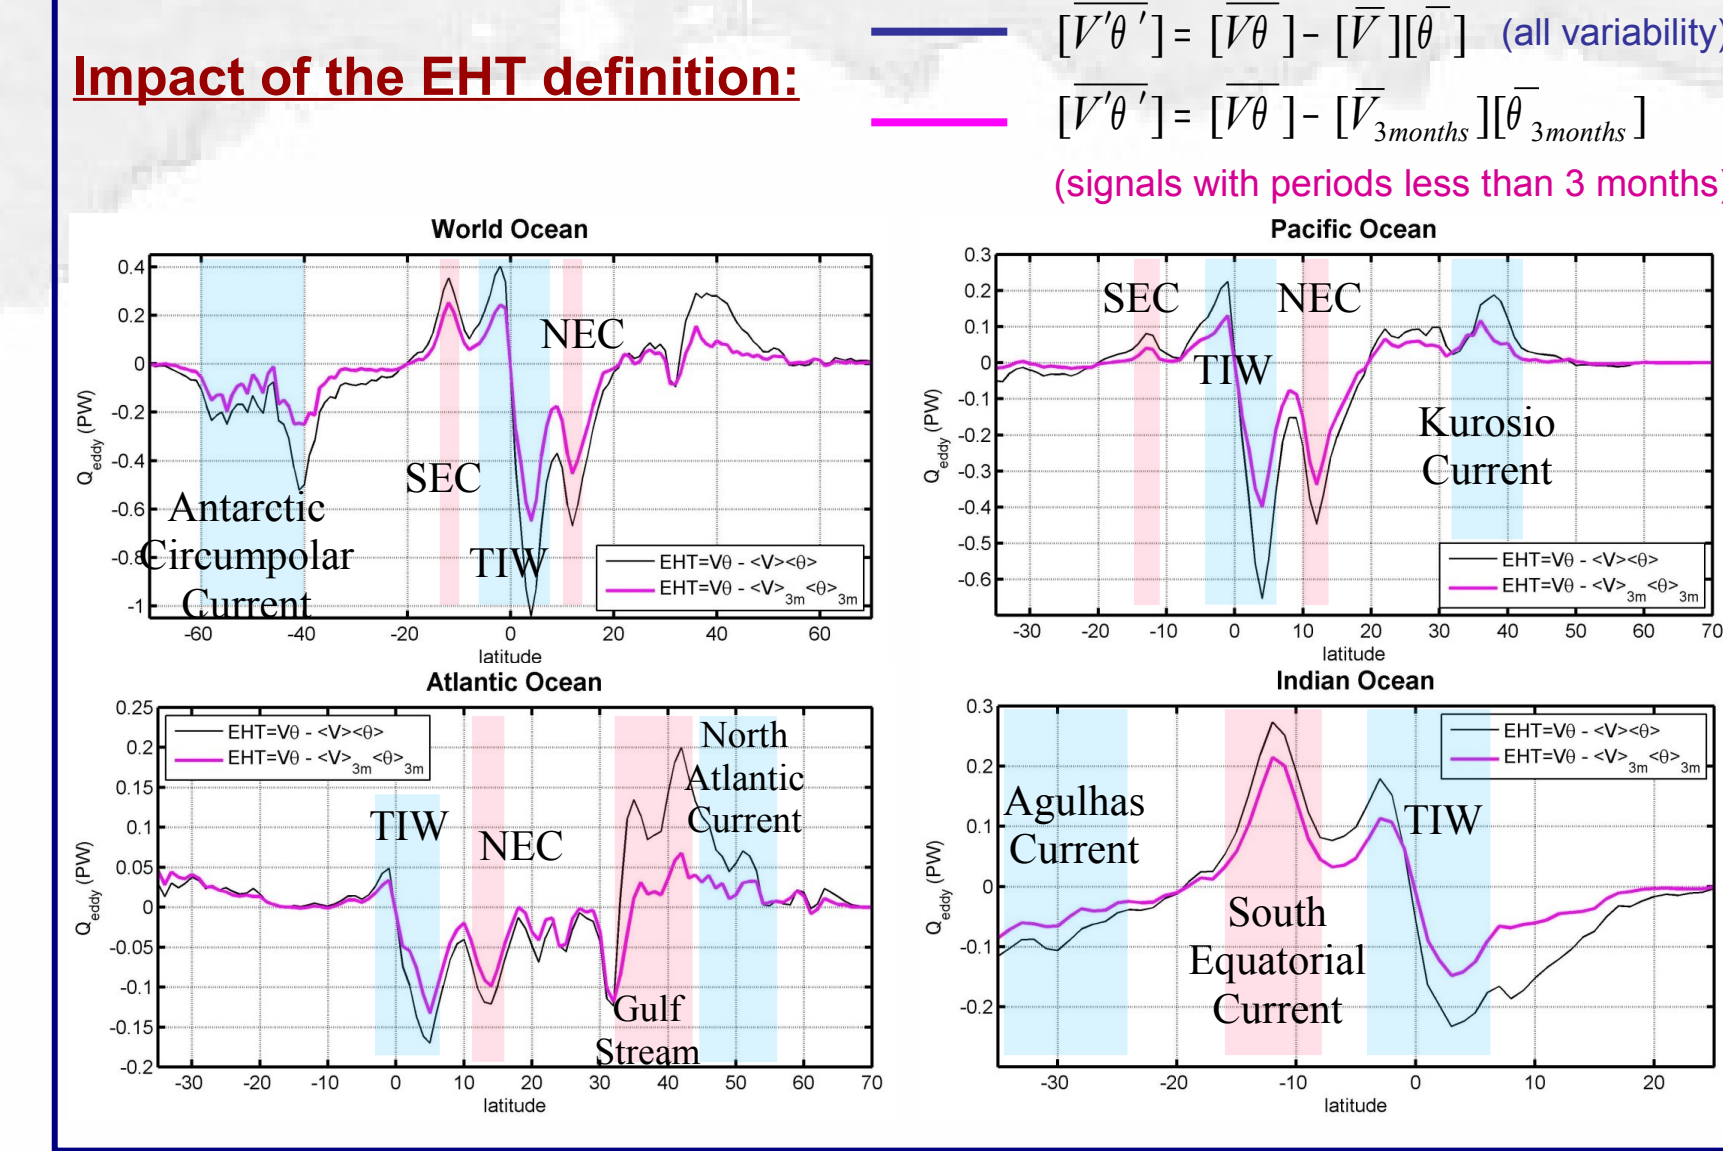 Impact of the EHT definition:
[V′θ′] = [Vθ] − [V][θ] (all variability)
[V′θ′] = [Vθ] − [V3months][θ3months]
(signals with periods less than 3 months)
World Ocean
0.4
0.2
0
-0.2
-0.4
-0.6
-0.8
-1
Qeddy (PW)
NEC
SEC
TIW
Antarctic
Circumpolar
Current
EHT=Vθ - <V><θ>
EHT=Vθ - <V>3m<θ>3m
-60 -40 -20 0 20 40 60
latitude
Pacific Ocean
0.3
0.2
0.1
0
-0.1
-0.2
-0.3
-0.4
-0.5
-0.6
Qeddy (PW)
SEC
NEC
TIW
Kurosio
Current
EHT=Vθ - <V><θ>
EHT=Vθ - <V>3m<θ>3m
-30 -20 -10 0 10 20 30 40 50 60 70
latitude
Atlantic Ocean
0.25
0.2
0.15
0.1
0.05
0
-0.05
-0.1
-0.15
-0.2
Qeddy (PW)
EHT=Vθ - <V><θ>
EHT=Vθ - <V>3m<θ>3m
TIW
NEC
North
Atlantic
Current
Gulf
Stream
-30 -20 -10 0 10 20 30 40 50 60 70
latitude
Indian Ocean
0.3
0.2
0.1
0
-0.1
-0.2
Qeddy (PW)
EHT=Vθ - <V><θ>
EHT=Vθ - <V>3m<θ>3m
Agulhas
Current
TIW
South
Equatorial
Current
-30 -20 -10 0 10 20
latitude